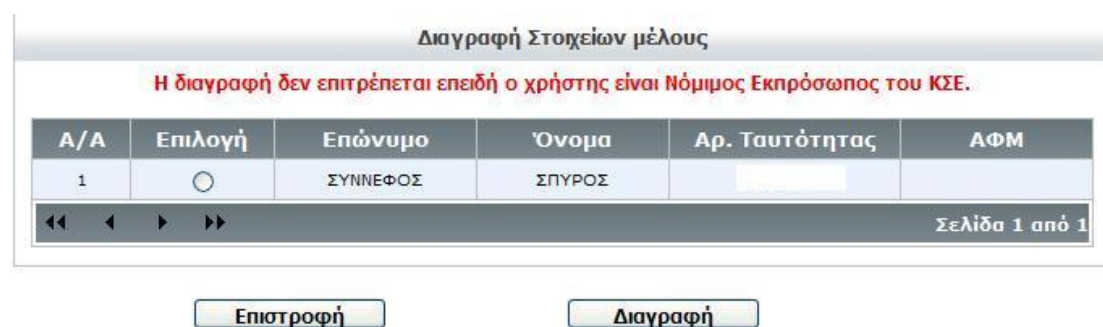 Διαγραφή Στοιχείων μέλους
Η διαγραφή δεν επιτρέπεται επειδή ο χρήστης είναι Νόμιμος Εκπρόσωπος του ΚΣΕ.
Α/Α Επιλογή Επώνυμο Όνομα Αρ. Ταυτότητας ΑΦΜ
1 ΣΥΝΝΕΦΟΣ ΣΠΥΡΟΣ
Σελίδα 1 από 1
Επιστροφή Διαγραφή